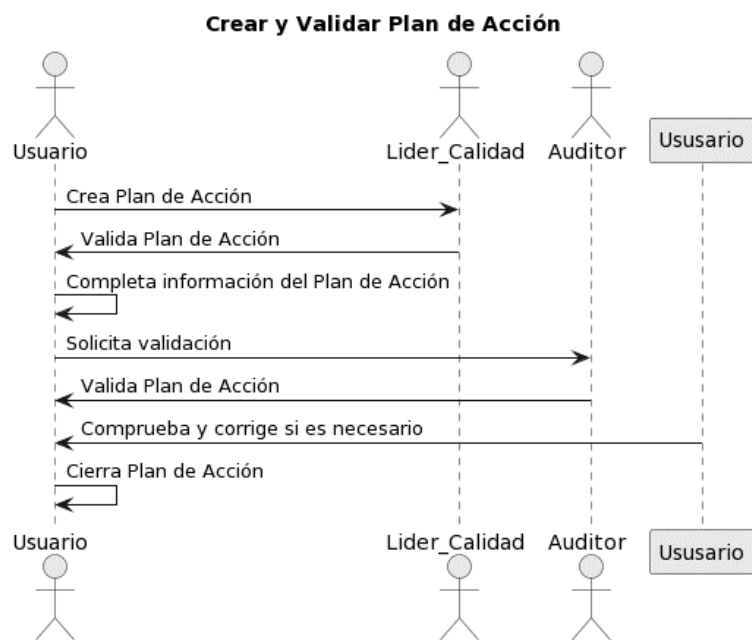 Crear y Validar Plan de Acción
Usuario
Lider_Calidad
Auditor
Ususario
Crea Plan de Acción
Valida Plan de Acción
Completa información del Plan de Acción
Solicita validación
Valida Plan de Acción
Comprueba y corrige si es necesario
Cierra Plan de Acción
Usuario
Lider_Calidad
Auditor
Ususario